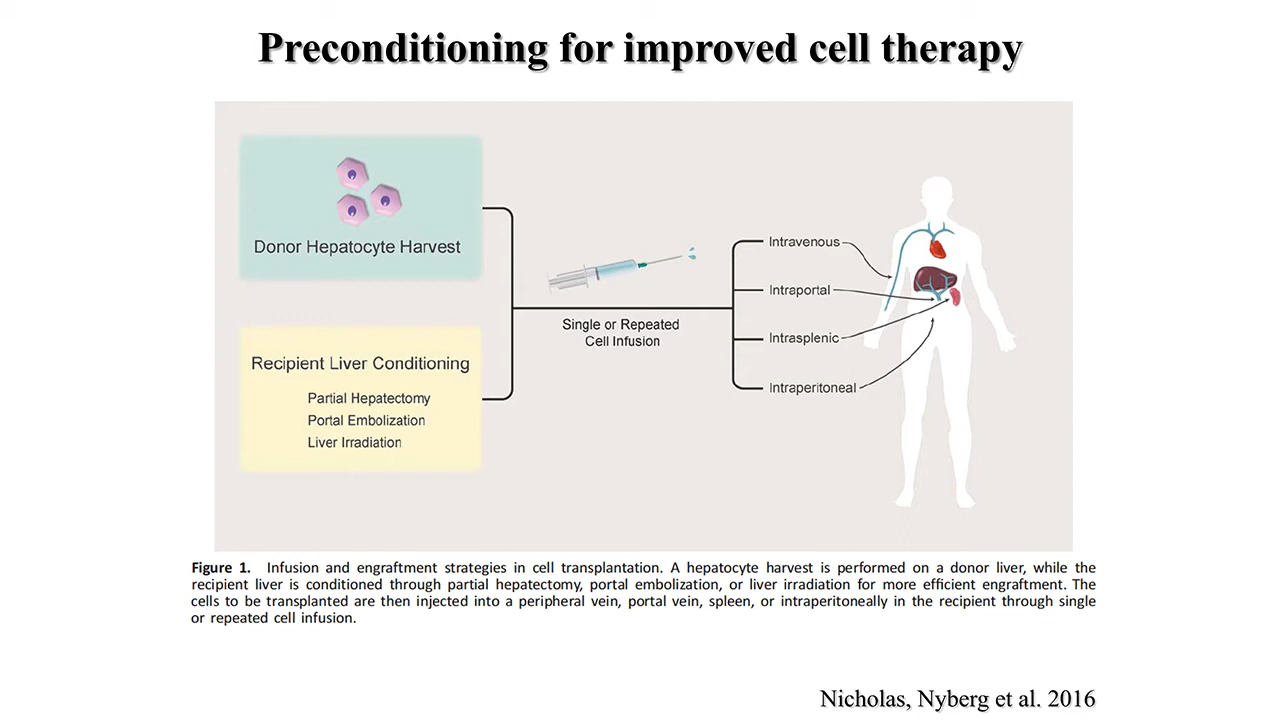 Preconditioning for improved cell therapy
Donor Hepatocyte Harvest
Recipient Liver Conditioning
Partial Hepatectomy
Portal Embolization
Liver Irradiation
Single or Repeated
Cell Infusion
Intravenous
Intraportal
Intrasplenic
Intraperitoneal
Figure 1. Infusion and engraftment strategies in cell transplantation. A hepatocyte harvest is performed on a donor liver, while the
recipient liver is conditioned through partial hepatectomy, portal embolization, or liver irradiation for more efficient engraftment. The
cells to be transplanted are then injected into a peripheral vein, portal vein, spleen, or intraperitoneally in the recipient through single
or repeated cell infusion.
Nicholas, Nyberg et al. 2016